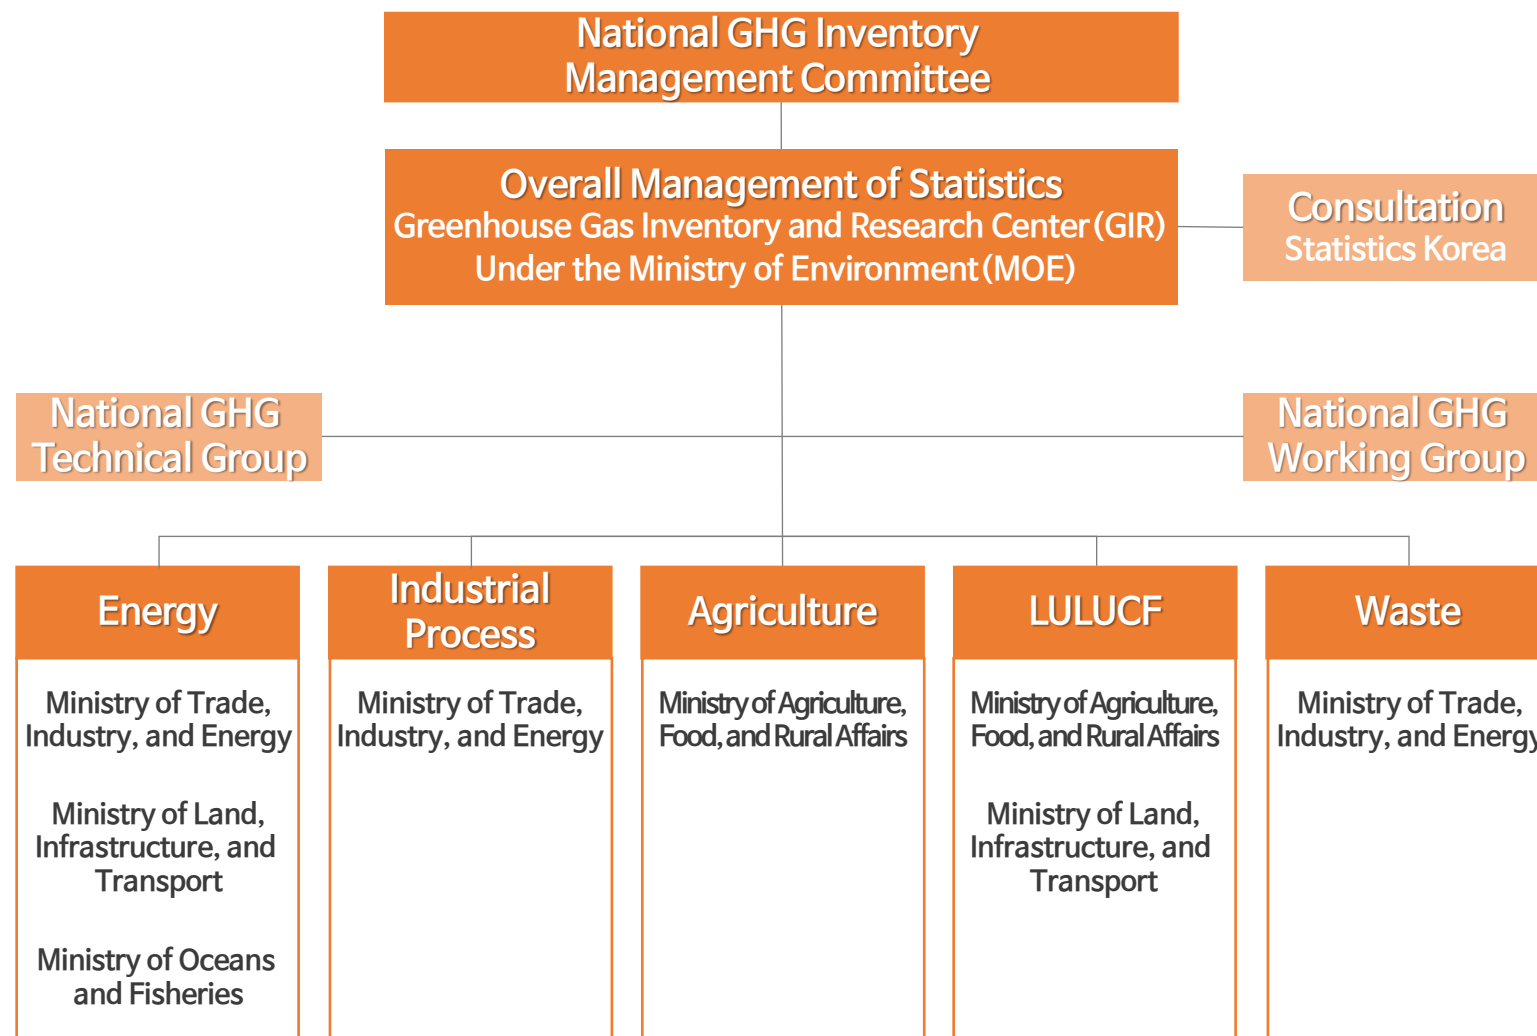 National GHG Inventory
Management Committee
Overall Management of Statistics
Greenhouse Gas Inventory and Research Center(GIR)
Under the Ministry of Environment(MOE)
Consultation
Statistics Korea
National GHG
Technical Group
National GHG
Working Group
Energy
Ministry of Trade,
Industry, and Energy
Ministry of Land,
Infrastructure, and
Transport
Ministry of Oceans
and Fisheries
Industrial
Process
Ministry of Trade,
Industry, and Energy
Agriculture
Ministry of Agriculture,
Food, and Rural Affairs
LULUCF
Ministry of Agriculture,
Food, and Rural Affairs
Ministry of Land,
Infrastructure, and
Transport
Waste
Ministry of Trade,
Industry, and Energy